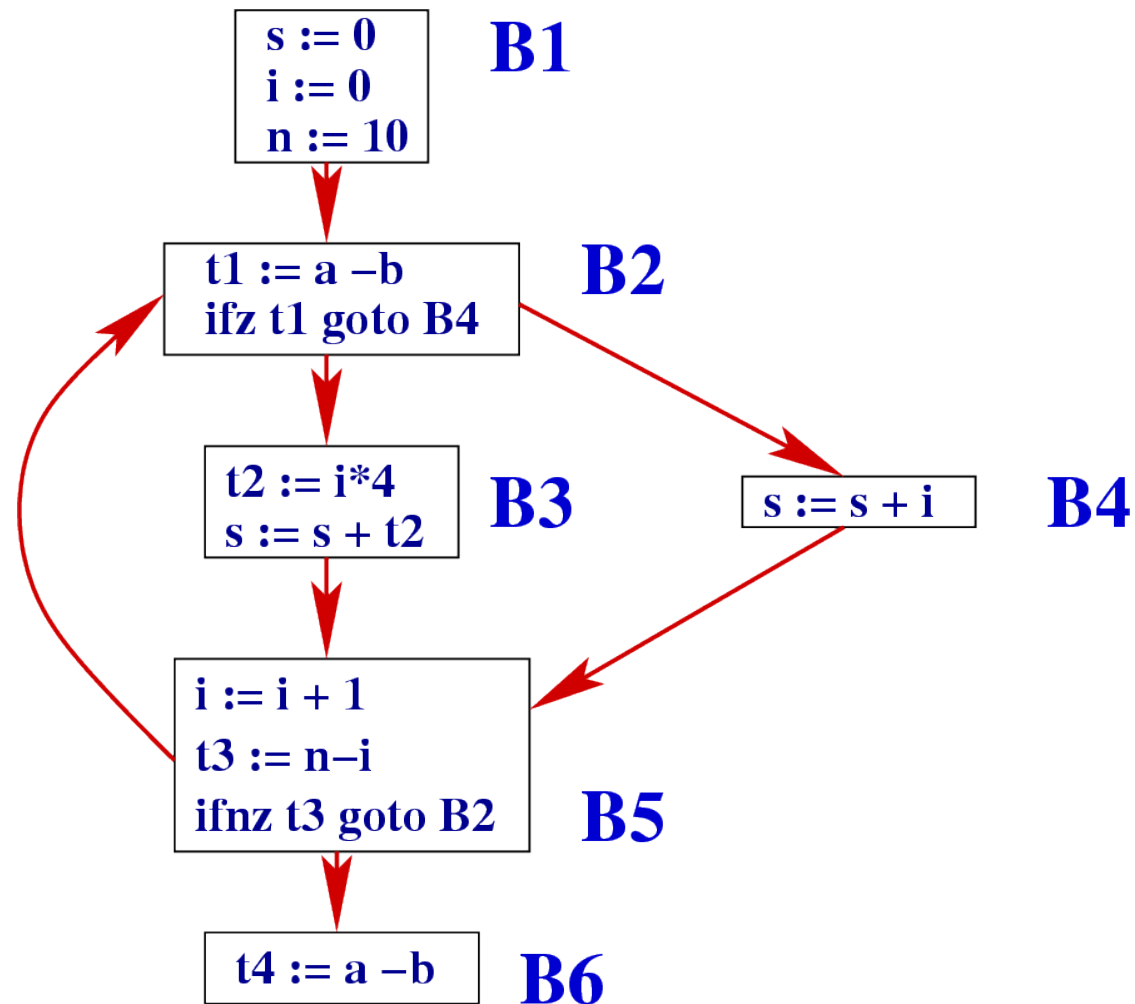 s := 0
i := 0
n := 10
B1
t1 := a –b
ifz t1 goto B4
B2
t2 := i*4
s := s + t2
B3
s := s + i
B4
i := i + 1
t3 := n–i
ifnz t3 goto B2
B5
t4 := a –b
B6